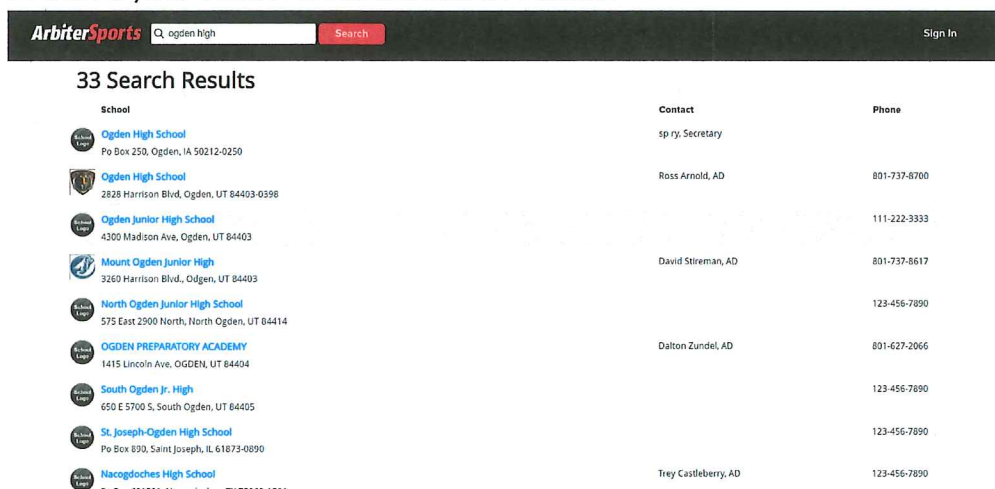 ArbiterSports ogden high Search Sign In
33 Search Results
School Contact Phone
Ogden High School sp ry, Secretary
Po Box 250, Ogden, IA 50212-0250
Ogden High School Ross Arnold, AD 801-737-8700
2828 Harrison Blvd, Ogden, UT 84403-0398
Ogden Junior High School 111-222-3333
4300 Madison Ave, Ogden, UT 84403
Mount Ogden Junior High David Stireman, AD 801-737-8617
3260 Harrison Blvd., Odgen, UT 84403
North Ogden Junior High School 123-456-7890
575 East 2900 North, North Ogden, UT 84414
OGDEN PREPARATORY ACADEMY Dalton Zundel, AD 801-627-2066
1415 Lincoln Ave, OGDEN, UT 84404
South Ogden Jr. High 123-456-7890
650 E 5700 S, South Ogden, UT 84405
St. Joseph-Ogden High School 123-456-7890
Po Box 890, Saint Joseph, IL 61873-0890
Nacogdoches High School Trey Castleberry, AD 123-456-7890